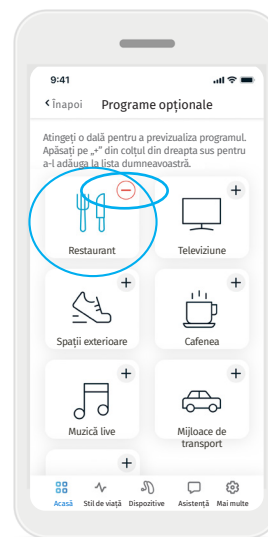 9:41
Înapoi Programe opționale
Atingeți o dală pentru a previzualiza programul.
Apăsați pe „+” din colțul din dreapta sus pentru
a-l adăuga la lista dumneavoastră.
Restaurant Televiziune
Spații exterioare Cafenea
Muzică live Mijloace de
transport
Acasă Stil de viață Dispozitive Asistență Mai multe